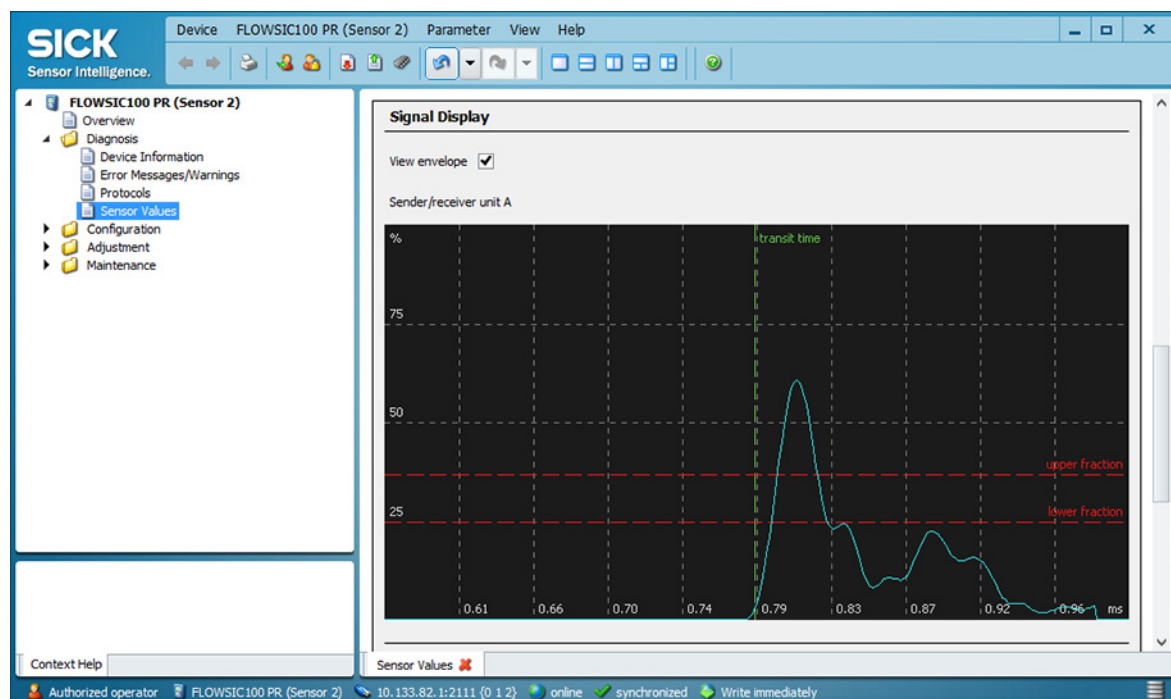 SICK
Sensor Intelligence.
Device FLOWSIC100 PR (Sensor 2) Parameter View Help
FLOWSIC100 PR (Sensor 2)
Overview
Diagnosis
Device Information
Error Messages/Warnings
Protocols
Sensor Values
Configuration
Adjustment
Maintenance
Context Help
Signal Display
View envelope
Sender/receiver unit A
%
transit time
75
50
upper fraction
25
lower fraction
0.61 0.66 0.70 0.74 0.79 0.83 0.87 0.92 0.96 ms
Sensor Values
Authorized operator FLOWSIC100 PR (Sensor 2) 10.133.82.1:2111 {0 1 2} online synchronized Write immediately